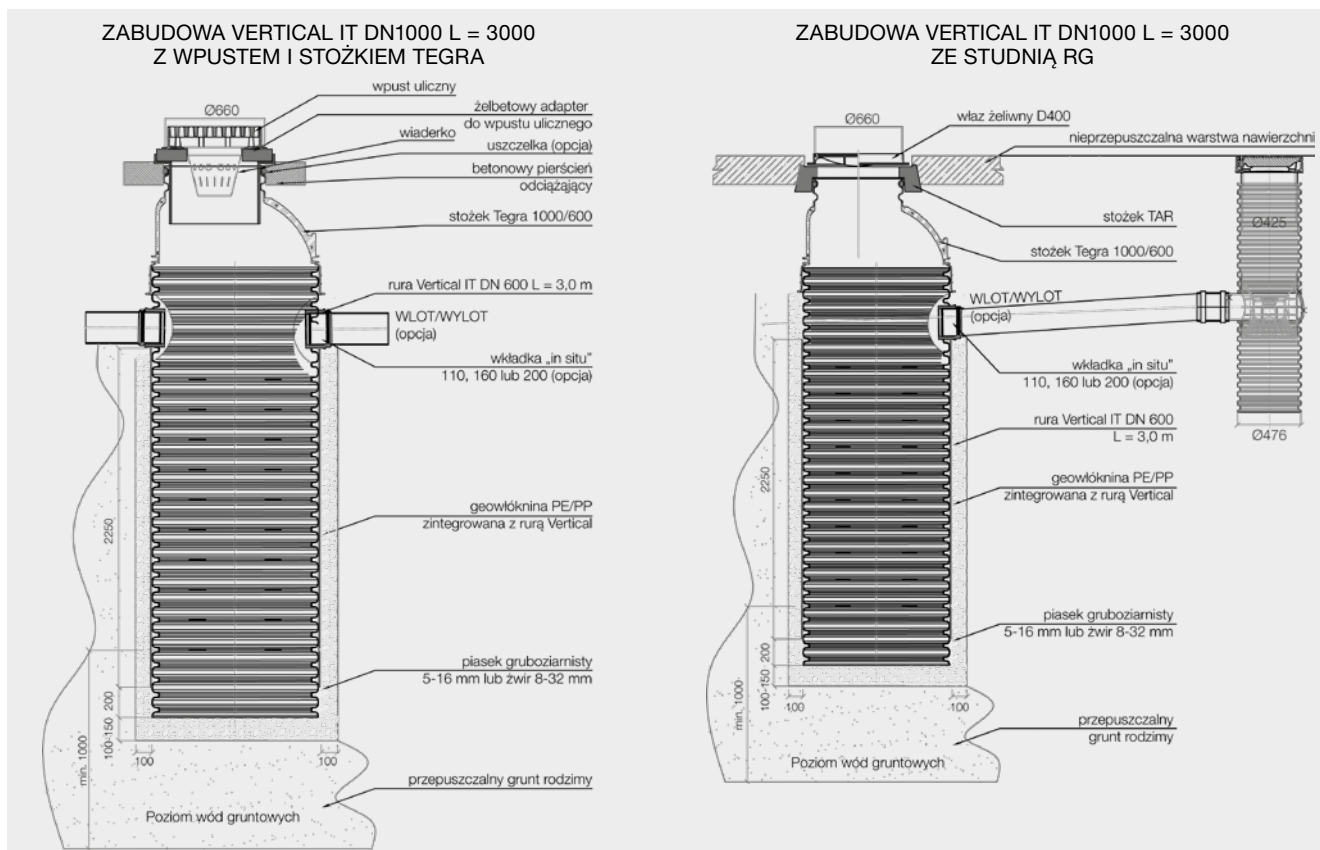 ZABUDOWA VERTICAL IT DN1000 L = 3000
Z WPUSTEM I STOŻKIEM TEGRA
wpust uliczny
Ø660
żelbetowy adapter
do wpustu ulicznego
wiaderko
uszczelka (opcja)
betonowy pierścień
odciążający
stożek Tegra 1000/600
rura Vertical IT DN 600 L = 3,0 m
WLOT/WYLOT
(opcja)
wkładka „in situ”
110, 160 lub 200 (opcja)
2250
geowłóknina PE/PP
zintegrowana z rurą Vertical
piasek gruboziarnisty
5-16 mm lub żwir 8-32 mm
200
100-150
min. 1000
100
100
przepuszczalny grunt rodzimy
Poziom wód gruntowych
ZABUDOWA VERTICAL IT DN1000 L = 3000
ZE STUDNIĄ RG
Ø660
właz żeliwny D400
nieprzepuszczalna warstwa nawierzchni
stożek TAR
Ø425
stożek Tegra 1000/600
WLOT/WYLOT
(opcja)
wkładka „in situ”
110, 160 lub 200 (opcja)
rura Vertical IT DN 600
L = 3,0 m
Ø476
2250
geowłóknina PE/PP
zintegrowana z rurą Vertical
piasek gruboziarnisty
5-16 mm lub żwir 8-32 mm
200
100-150
min. 1000
100
100
przepuszczalny
grunt rodzimy
Poziom wód gruntowych